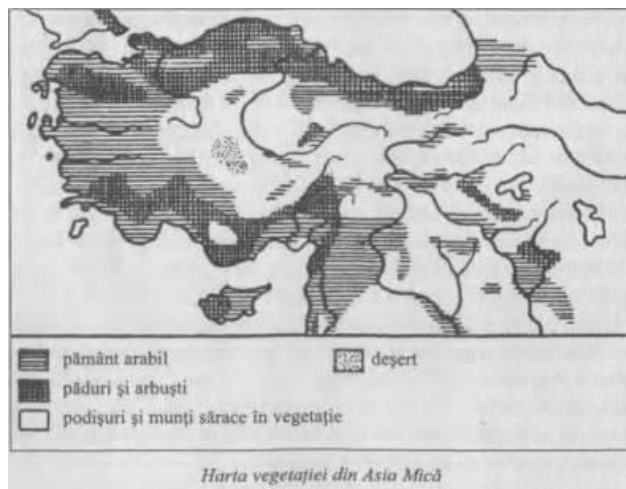 pământ arabil
deșert
păduri și arbuști
podișuri și munți sărace în vegetație
Harta vegetației din Asia Mică